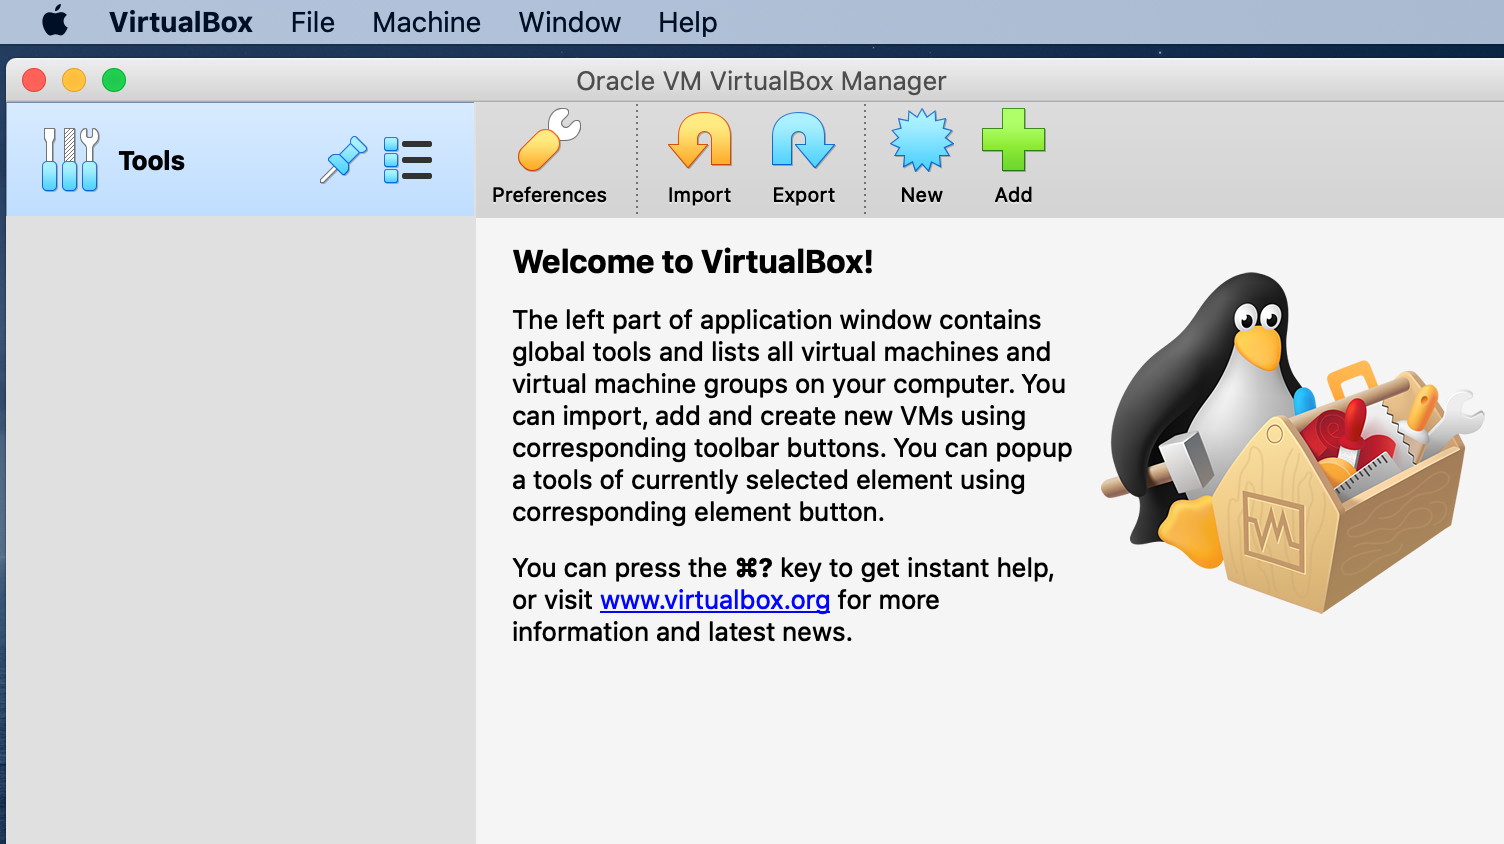 VirtualBox File Machine Window Help
Oracle VM VirtualBox Manager
Tools
Preferences Import Export New Add
Welcome to VirtualBox!
The left part of application window contains
global tools and lists all virtual machines and
virtual machine groups on your computer. You
can import, add and create new VMs using
corresponding toolbar buttons. You can popup
a tools of currently selected element using
corresponding element button.
You can press the ⌘? key to get instant help,
or visit www.virtualbox.org for more
information and latest news.